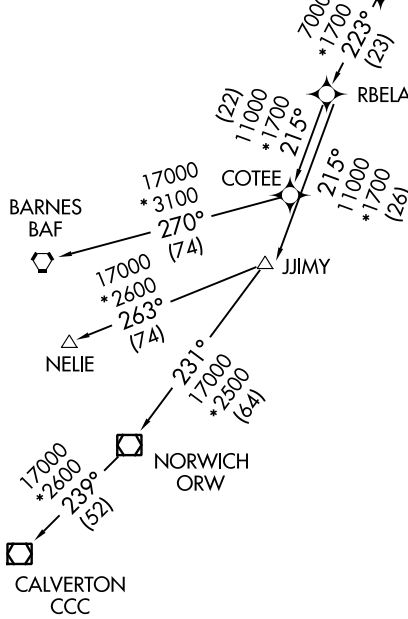 7000
*1700
223°
(23)
RBELA
(22)
11000
*1700
215°
215°
11000
*1700
(26)
COTEE
17000
*3100
270°
(74)
BARNES
BAF
JJIMY
17000
*2600
263°
(74)
NELIE
231°
17000
*2500
(64)
NORWICH
ORW
17000
*2600
239°
(52)
CALVERTON
CCC